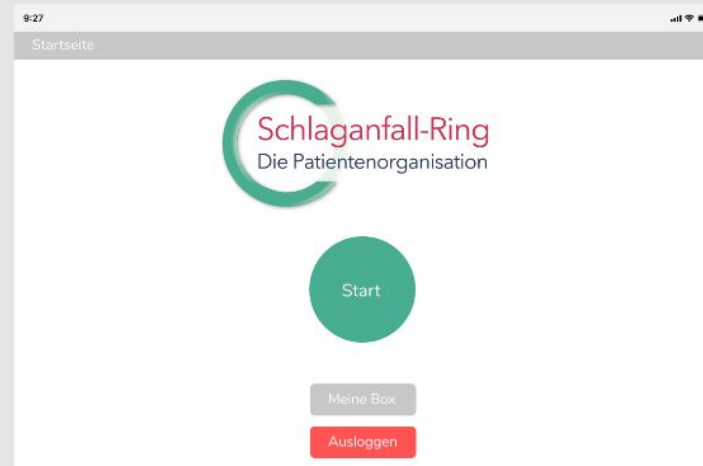 9:27
Startseite
Schlaganfall-Ring
Die Patientenorganisation
Start
Meine Box
Ausloggen